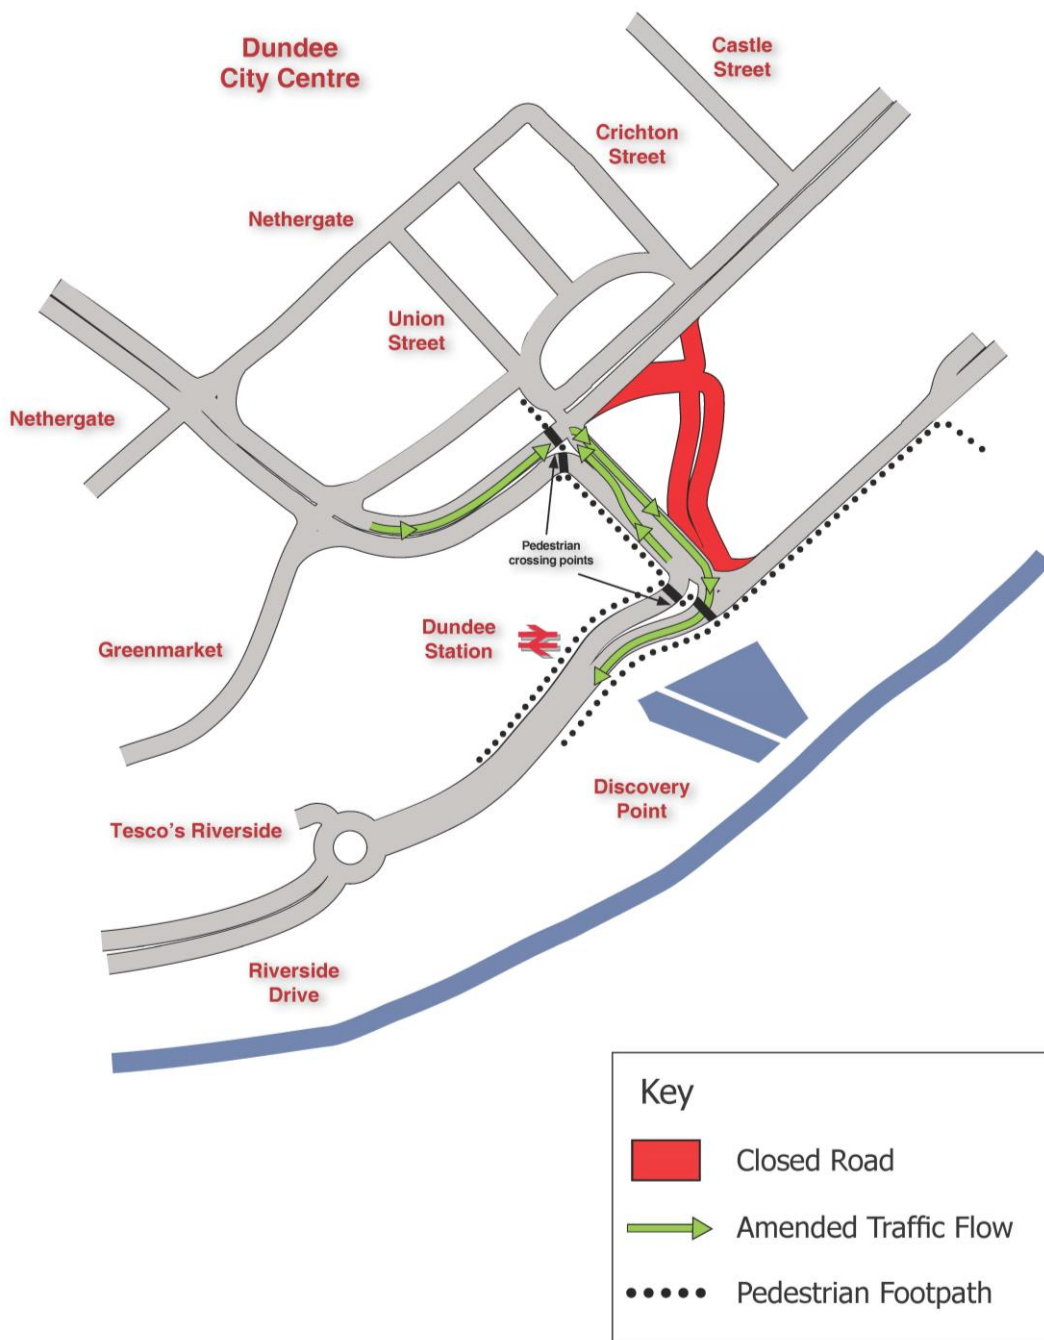 Dundee
City Centre
Castle
Street
Crichton
Street
Nethergate
Union
Street
Nethergate
Pedestrian
crossing points
Dundee
Station
Greenmarket
Discovery
Point
Tesco's Riverside
Riverside
Drive
Key
Closed Road
Amended Traffic Flow
Pedestrian Footpath